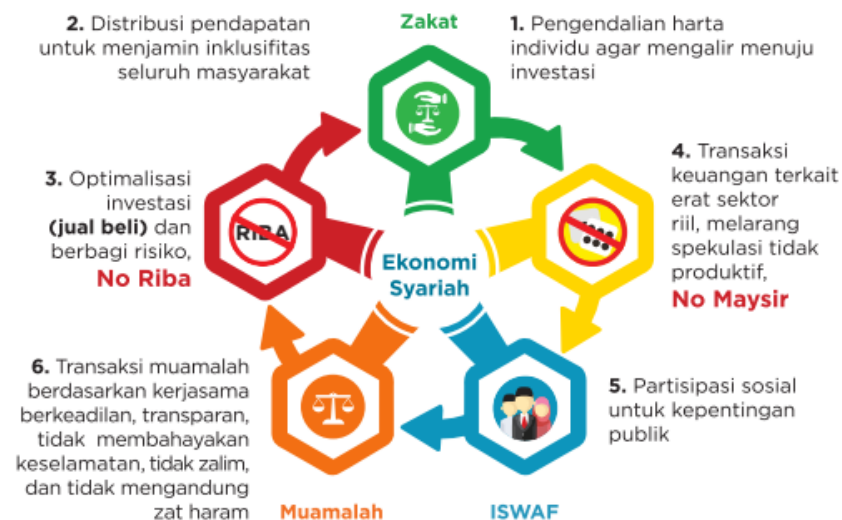 Zakat
1. Pengendalian harta
individu agar mengalir menuju
investasi
2. Distribusi pendapatan
untuk menjamin inklusifitas
seluruh masyarakat
3. Optimalisasi
investasi
(jual beli) dan
berbagi risiko,
No Riba
RIBA
4. Transaksi
keuangan terkait
erat sektor
riil, melarang
spekulasi tidak
produktif,
No Maysir
Ekonomi
Syariah
5. Partisipasi sosial
untuk kepentingan
publik
ISWAF
6. Transaksi muamalah
berdasarkan kerjasama
berkeadilan, transparan,
tidak membahayakan
keselamatan, tidak zalim,
dan tidak mengandung
zat haram
Muamalah